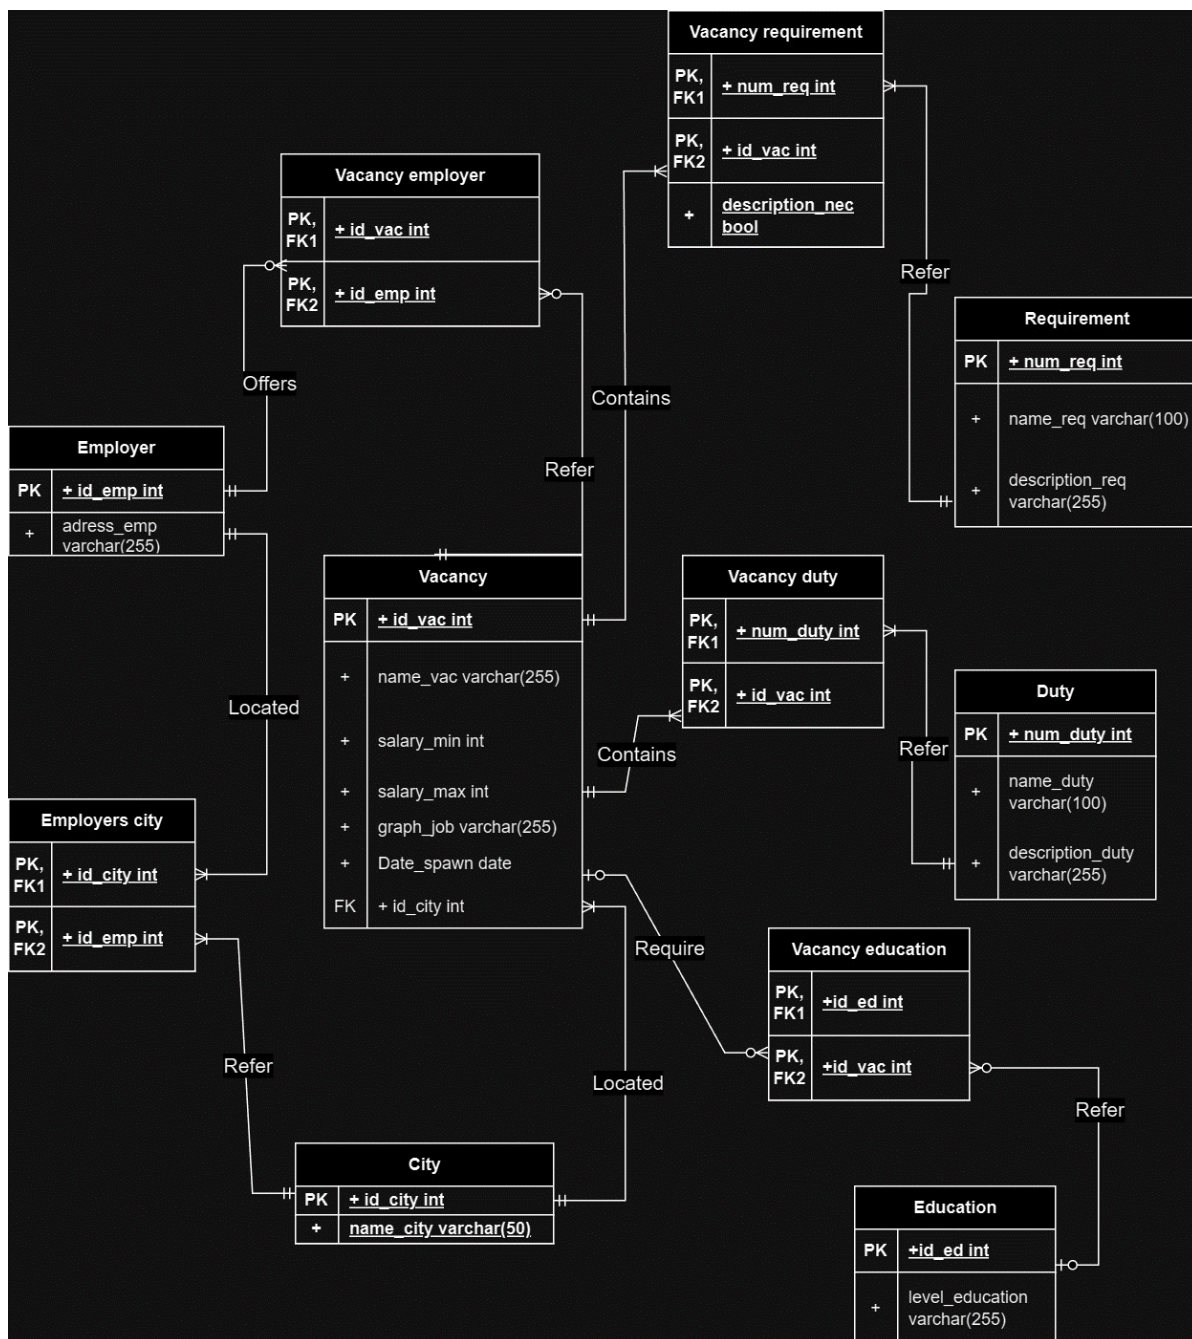 Vacancy requirement
PK,
FK1
+ num_req int
PK,
FK2
+ id_vac int
+
description_nec
bool
Vacancy employer
PK,
FK1
+ id_vac int
PK,
FK2
+ id_emp int
Refer
Requirement
PK
+ num_req int
+
name_req varchar(100)
+
description_req
varchar(255)
Offers
Contains
Employer
PK
+ id_emp int
+
adress_emp
varchar(255)
Refer
Vacancy
PK
+ id_vac int
+
name_vac varchar(255)
+
salary_min int
+
salary_max int
+
graph_job varchar(255)
+
Date_spawn date
FK
+ id_city int
Vacancy duty
PK,
FK1
+ num_duty int
PK,
FK2
+ id_vac int
Located
Contains
Refer
Duty
PK
+ num_duty int
+
name_duty
varchar(100)
+
description_duty
varchar(255)
Employers city
PK,
FK1
+ id_city int
PK,
FK2
+ id_emp int
Require
Vacancy education
PK,
FK1
+id_ed int
PK,
FK2
+id_vac int
Refer
Located
Refer
City
PK
+ id_city int
+
name_city varchar(50)
Education
PK
+id_ed int
+
level_education
varchar(255)